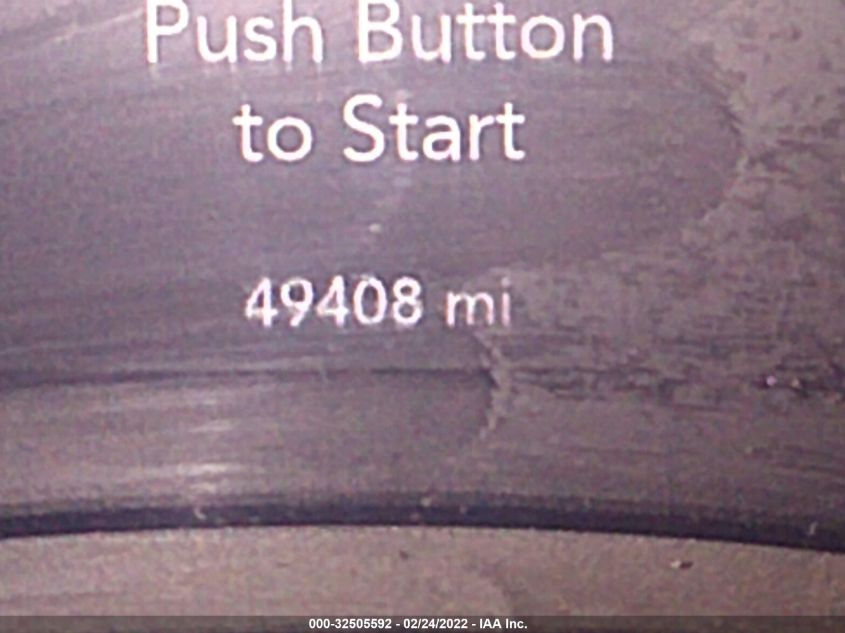 Push Button
to Start
49408 mi
000-32505592 - 02/24/2022 - IAA Inc.